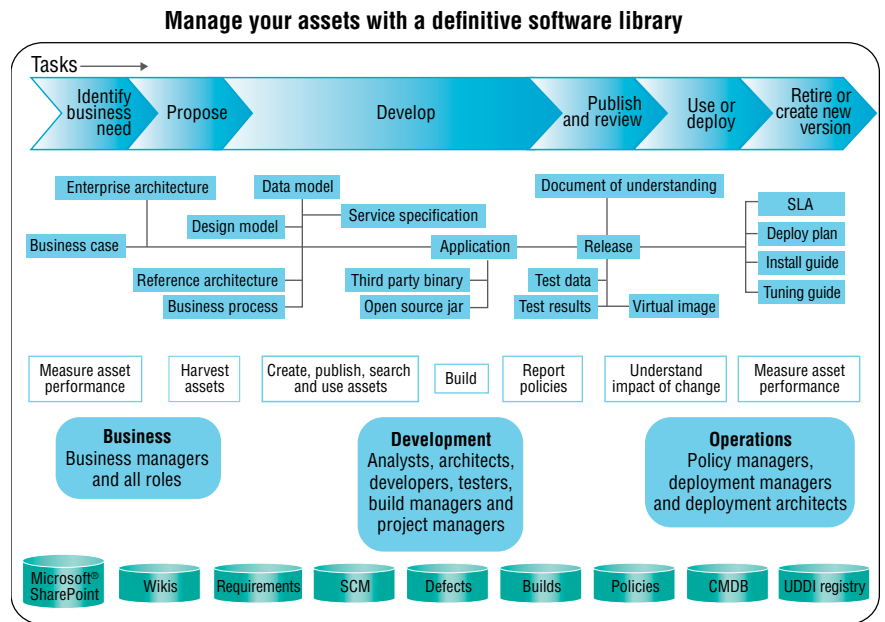 Manage your assets with a definitive software library
Tasks
Identify
business
need
Propose
Develop
Publish
and review
Use or
deploy
Retire or
create new
version
Enterprise architecture
Data model
Document of understanding
Service specification
SLA
Design model
Deploy plan
Business case
Application
Release
Install guide
Reference architecture
Third party binary
Test data
Tuning guide
Business process
Open source jar
Test results
Virtual image
Measure asset
performance
Harvest
assets
Create, publish, search
and use assets
Build
Report
policies
Understand
impact of change
Measure asset
performance
Business
Business managers
and all roles
Development
Analysts, architects,
developers, testers,
build managers and
project managers
Operations
Policy managers,
deployment managers
and deployment architects
Microsoft®
SharePoint
Wikis
Requirements
SCM
Defects
Builds
Policies
CMDB
UDDI registry